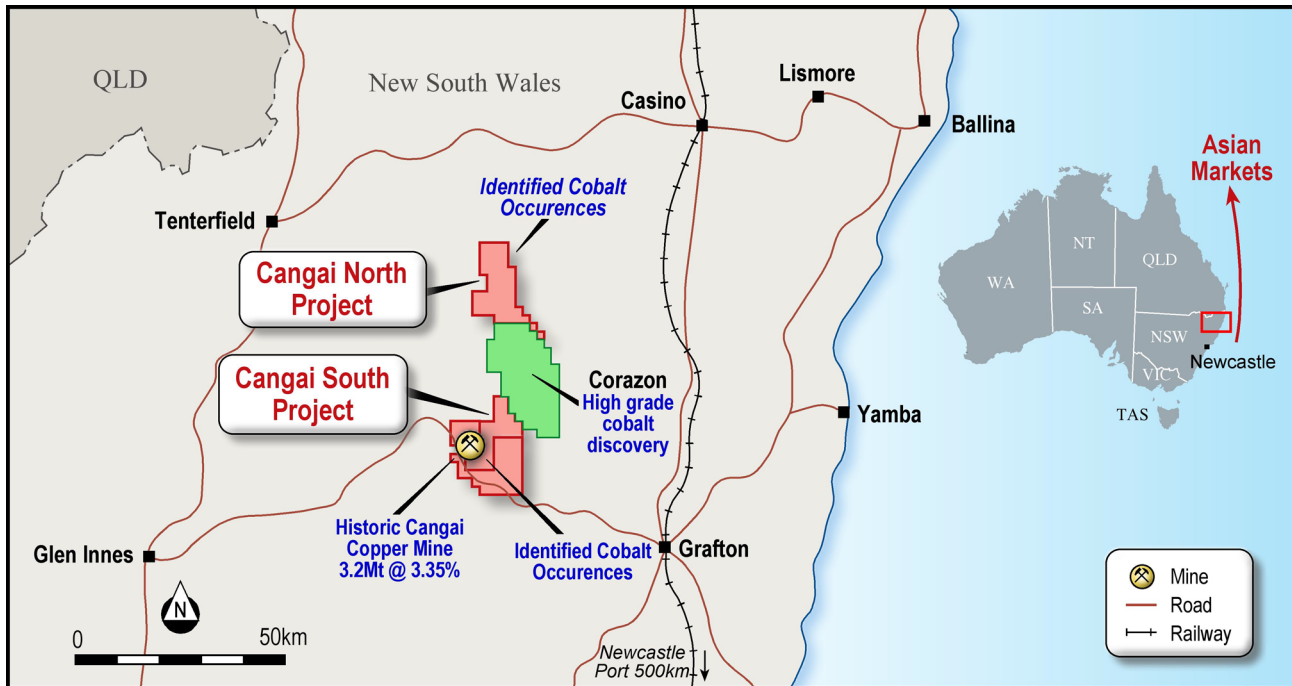 QLD
New South Wales
Casino
Lismore
Ballina
Tenterfield
Identified Cobalt
Occurences
Cangai North
Project
Cangai South
Project
Corazon
High grade
cobalt
discovery
Yamba
Historic Cangai
Copper Mine
3.2Mt @ 3.35%
Identified Cobalt
Occurences
Glen Innes
Grafton
N
0 50km
Newcastle
Port 500km
Asian
Markets
NT
QLD
WA
SA
NSW
Newcastle
VIC
TAS
Mine
Road
Railway